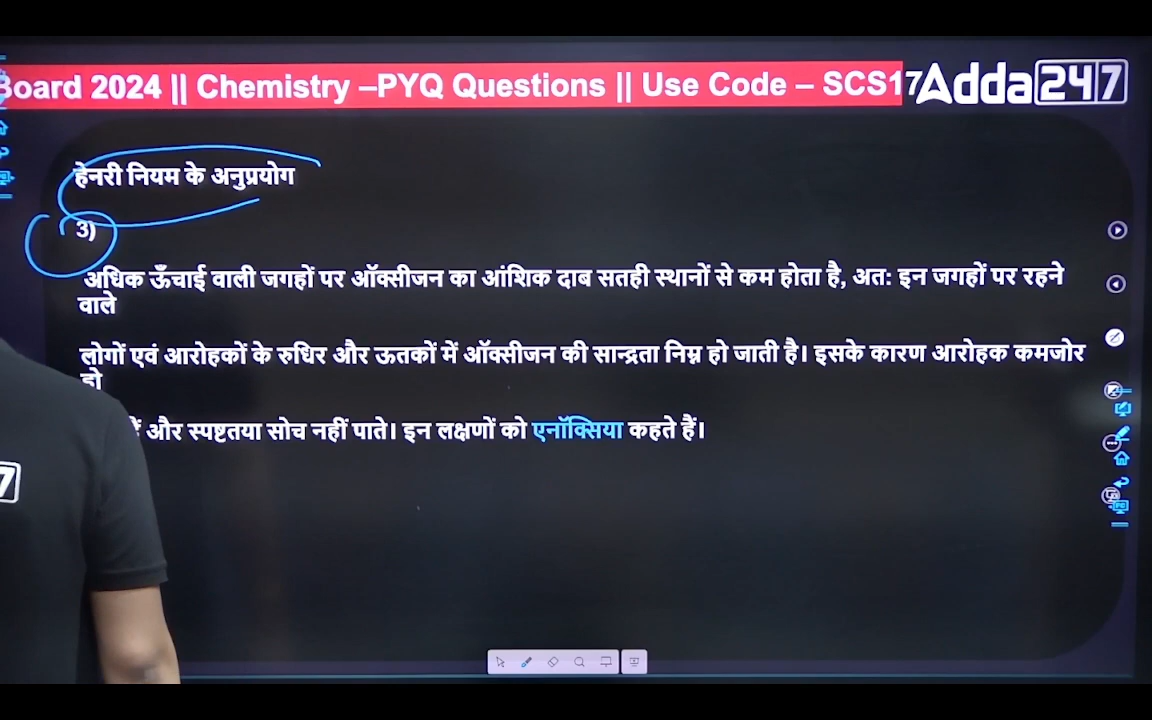 Board 2024 || Chemistry –PYQ Questions || Use Code – SCS17
Adda247
हेनरी नियम के अनुप्रयोग
3)
अधिक ऊँचाई वाली जगहों पर ऑक्सीजन का आंशिक दाब सतही स्थानों से कम होता है, अत: इन जगहों पर रहने
वाले
लोगों एवं आरोहकों के रुधिर और ऊतकों में ऑक्सीजन की सान्द्रता निम्न हो जाती है। इसके कारण आरोहक कमजोर
हो
और स्पष्टतया सोच नहीं पाते। इन लक्षणों को एनॉक्सिया कहते हैं।
7